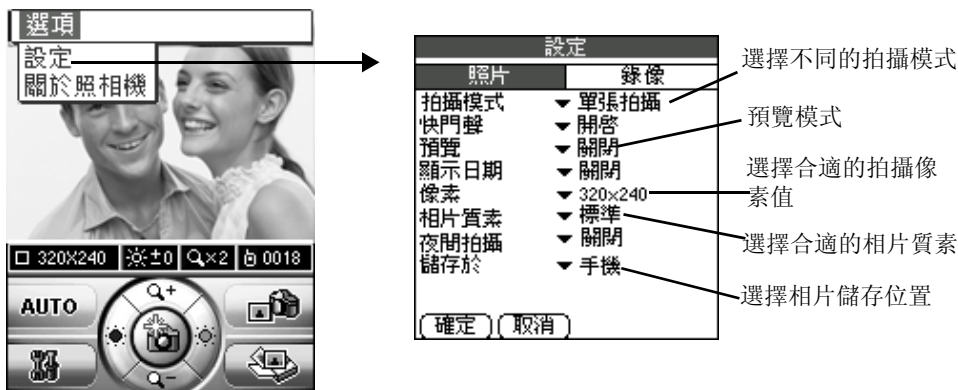 選項
設定
關於照相機
320X240 ±0 ×2 0018
AUTO
設定
照片 錄像
拍攝模式 單張拍攝
快門聲 開啓
預覽 關閉
顯示日期 關閉
像素 320×240
相片質素 標準
夜間拍攝 關閉
儲存於 手機
確定 取消
選擇不同的拍攝模式
預覽模式
選擇合適的拍攝像
素值
選擇合適的相片質素
選擇相片儲存位置